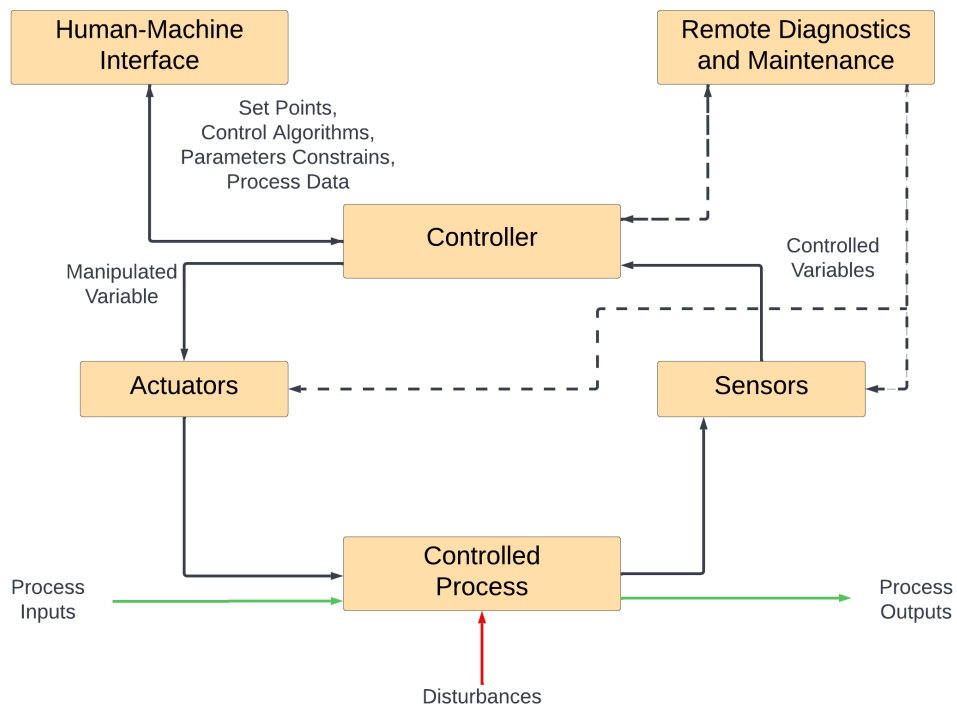 Human-Machine
Interface
Remote Diagnostics
and Maintenance
Set Points,
Control Algorithms,
Parameters Constrains,
Process Data
Controller
Controlled
Variables
Manipulated
Variable
Actuators
Sensors
Controlled
Process
Process
Inputs
Process
Outputs
Disturbances